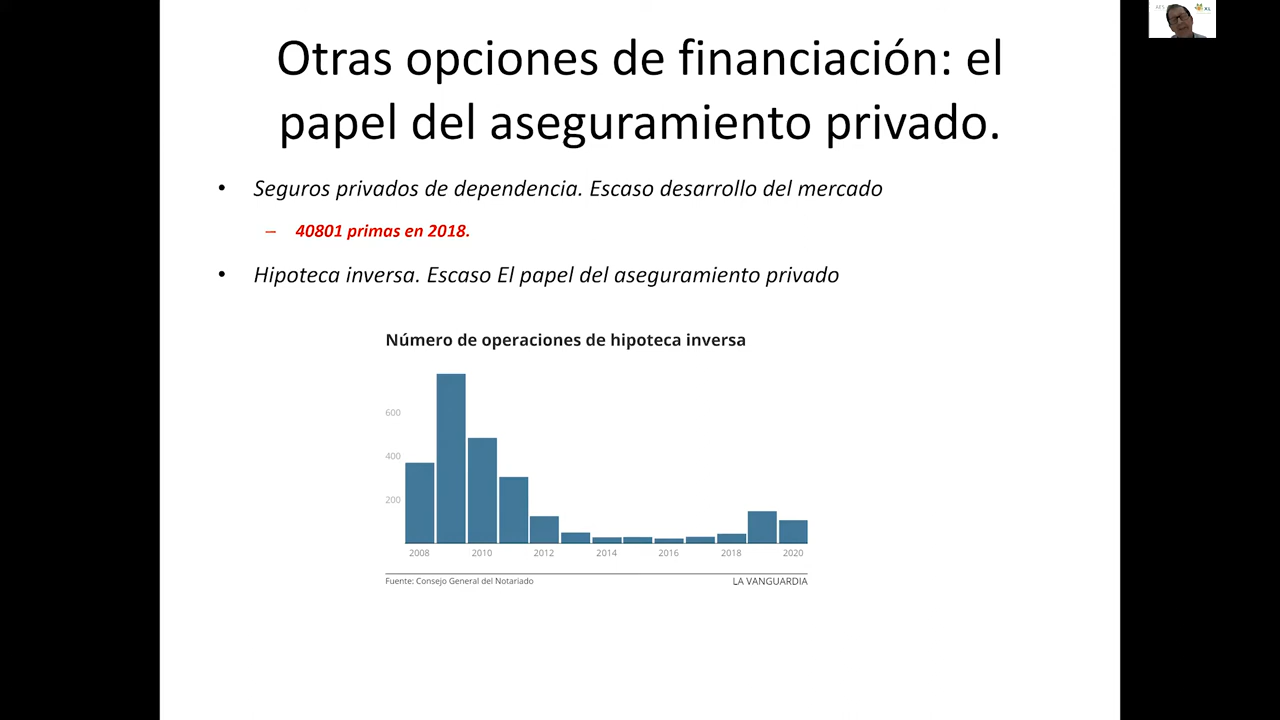 Otras opciones de financiación: el
papel del aseguramiento privado.
• Seguros privados de dependencia. Escaso desarrollo del mercado
– 40801 primas en 2018.
• Hipoteca inversa. Escaso El papel del aseguramiento privado
Número de operaciones de hipoteca inversa
600
400
200
2008 2010 2012 2014 2016 2018 2020
Fuente: Consejo General del Notariado LA VANGUARDIA
AES XL